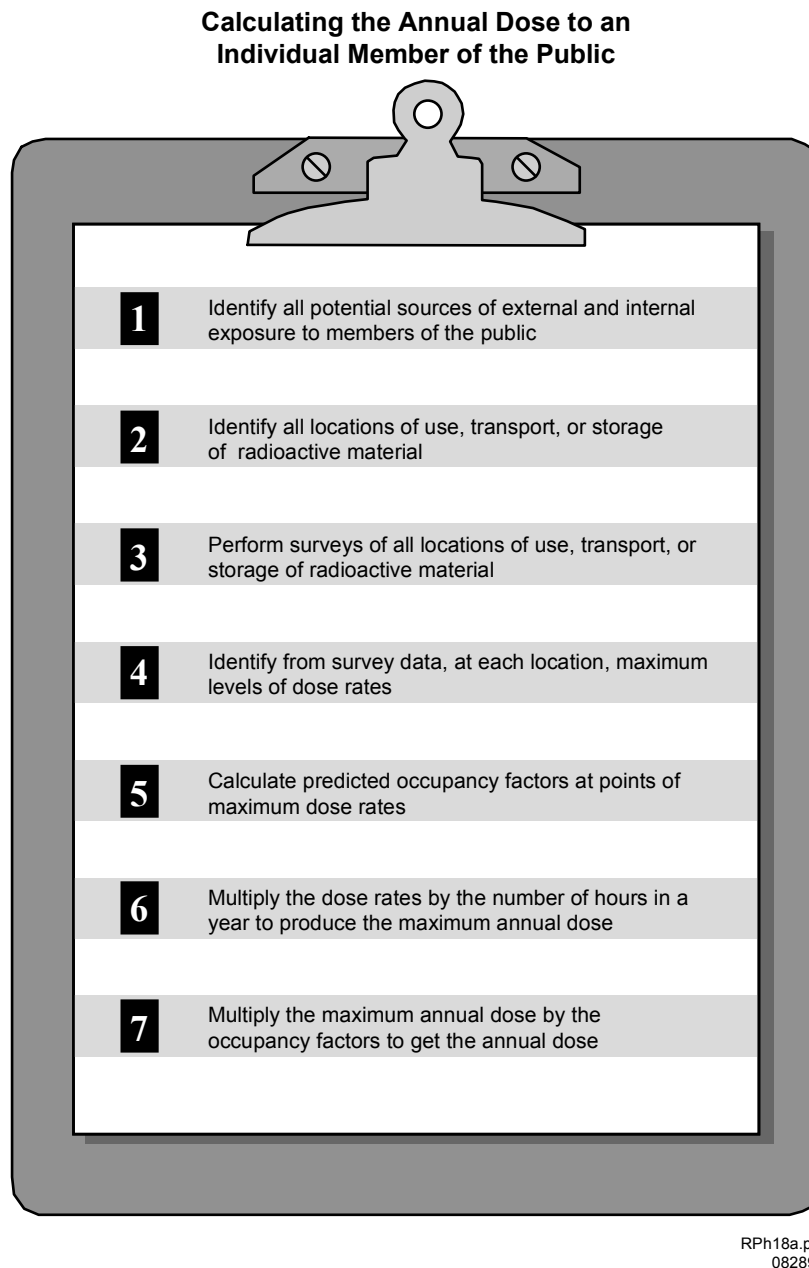 Calculating the Annual Dose to an
Individual Member of the Public
1
Identify all potential sources of external and internal
exposure to members of the public
2
Identify all locations of use, transport, or storage
of radioactive material
3
Perform surveys of all locations of use, transport, or
storage of radioactive material
4
Identify from survey data, at each location, maximum
levels of dose rates
5
Calculate predicted occupancy factors at points of
maximum dose rates
6
Multiply the dose rates by the number of hours in a
year to produce the maximum annual dose
7
Multiply the maximum annual dose by the
occupancy factors to get the annual dose
RPh18a.p
0828